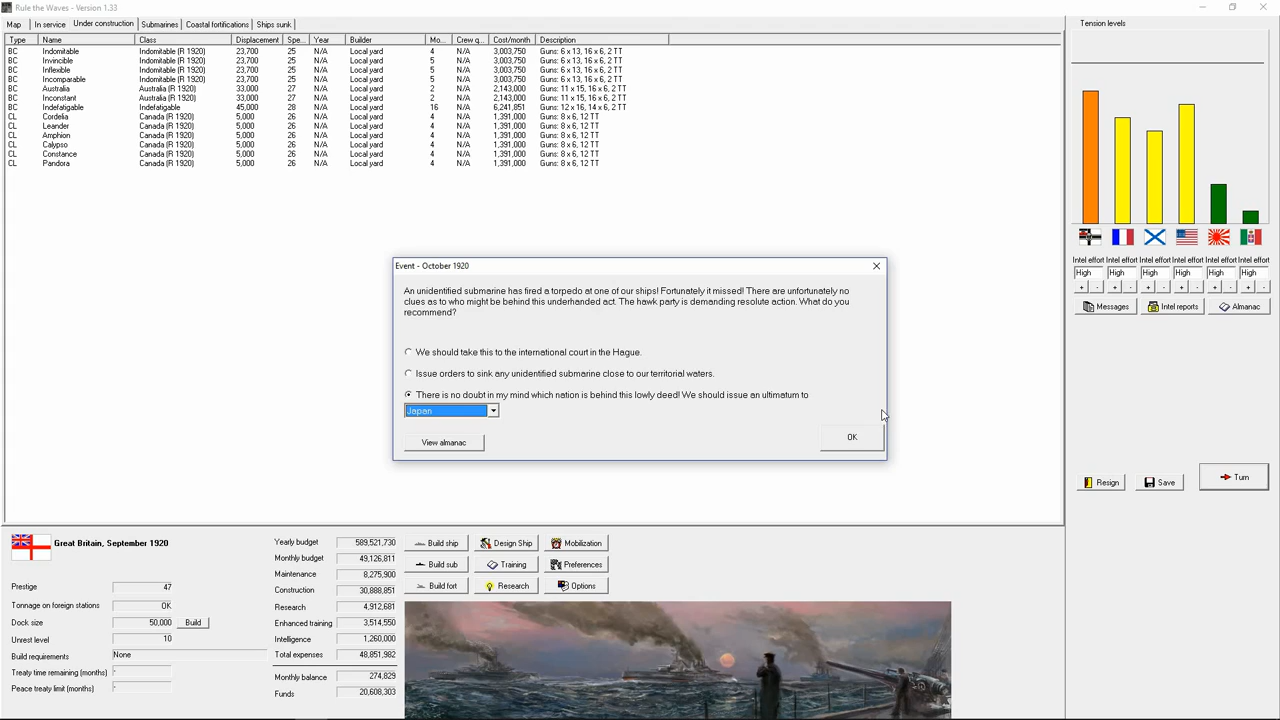 Rule the Waves - Version 1.33
Map In service Under construction Submarines Coastal fortifications Ships sunk
Type Name Class Displacement Spe... Year Builder Mo... Crew q... Cost/month Description
BC Indomitable Indomitable (R 1920) 23,700 25 N/A Local yard 4 N/A 3,003,750 Guns: 6 x 13, 16 x 6, 2 TT
BC Invincible Indomitable (R 1920) 23,700 25 N/A Local yard 5 N/A 3,003,750 Guns: 6 x 13, 16 x 6, 2 TT
BC Inflexible Indomitable (R 1920) 23,700 25 N/A Local yard 5 N/A 3,003,750 Guns: 6 x 13, 16 x 6, 2 TT
BC Incomparable Indomitable (R 1920) 23,700 25 N/A Local yard 5 N/A 3,003,750 Guns: 6 x 13, 16 x 6, 2 TT
BC Australia Australia (R 1920) 33,000 27 N/A Local yard 2 N/A 2,143,000 Guns: 11 x 15, 16 x 6, 2 TT
BC Inconstant Australia (R 1920) 33,000 27 N/A Local yard 2 N/A 2,143,000 Guns: 11 x 15, 16 x 6, 2 TT
BC Indefatigable Indefatigable 45,000 28 N/A Local yard 16 N/A 6,241,851 Guns: 12 x 16, 14 x 6, 2 TT
CL Cordelia Canada (R 1920) 5,000 26 N/A Local yard 4 N/A 1,391,000 Guns: 8 x 6, 12 TT
CL Leander Canada (R 1920) 5,000 26 N/A Local yard 4 N/A 1,391,000 Guns: 8 x 6, 12 TT
CL Amphion Canada (R 1920) 5,000 26 N/A Local yard 4 N/A 1,391,000 Guns: 8 x 6, 12 TT
CL Calypso Canada (R 1920) 5,000 26 N/A Local yard 4 N/A 1,391,000 Guns: 8 x 6, 12 TT
CL Constance Canada (R 1920) 5,000 26 N/A Local yard 4 N/A 1,391,000 Guns: 8 x 6, 12 TT
CL Pandora Canada (R 1920) 5,000 26 N/A Local yard 4 N/A 1,391,000 Guns: 8 x 6, 12 TT
Tension levels
Intel effort Intel effort Intel effort Intel effort Intel effort Intel effort
High High High High High High
+ - + - + - + - + - + -
Messages Intel reports Almanac
Event - October 1920
An unidentified submarine has fired a torpedo at one of our ships! Fortunately it missed! There are unfortunately no
clues as to who might be behind this underhanded act. The hawk party is demanding resolute action. What do you
recommend?
We should take this to the international court in the Hague.
Issue orders to sink any unidentified submarine close to our territorial waters.
There is no doubt in my mind which nation is behind this lowly deed! We should issue an ultimatum to
Japan
View almanac
OK
Resign Save Turn
Great Britain, September 1920
Prestige 47
Tonnage on foreign stations OK
Dock size 50,000 Build
Unrest level 10
Build requirements None
Treaty time remaining (months) -
Peace treaty limit (months) -
Yearly budget 589,521,730
Monthly budget 49,126,811
Maintenance 8,275,900
Construction 30,888,851
Research 4,912,681
Enhanced training 3,514,550
Intelligence 1,260,000
Total expenses 48,851,982
Monthly balance 274,829
Funds 20,608,303
Build ship Design Ship Mobilization
Build sub Training Preferences
Build fort Research Options